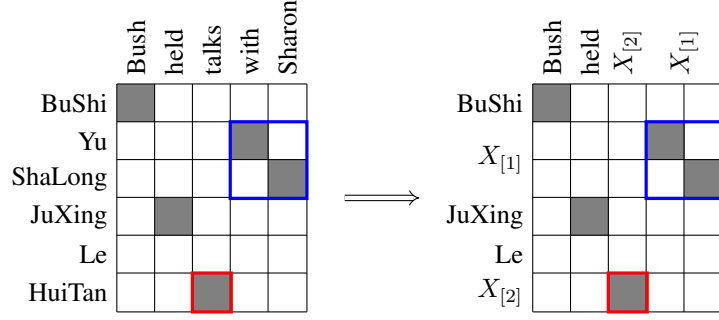 Bush held talks with Sharon
BuShi
Yu
ShaLong
JuXing
Le
HuiTan
Bush held X[2] X[1]
BuShi
X[1]
JuXing
Le
X[2]